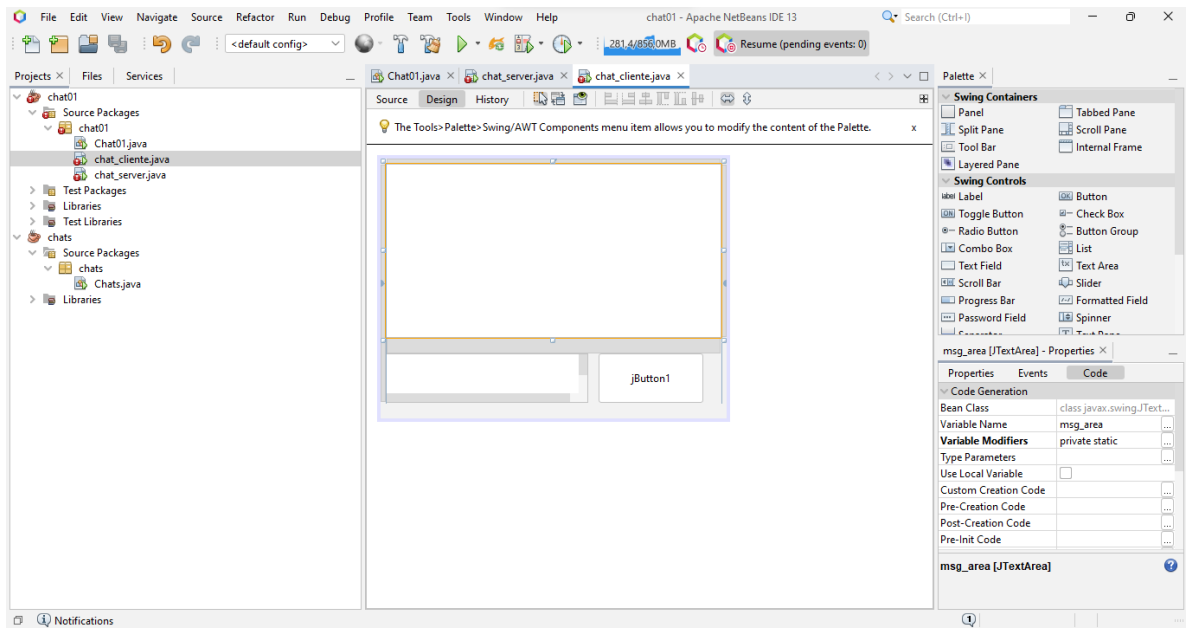 File Edit View Navigate Source Refactor Run Debug Profile Team Tools Window Help chat01 - Apache NetBeans IDE 13 Search (Ctrl+I)
<default config> 281.4/856.0MB Resume (pending events: 0)
Projects Files Services
chat01
Source Packages
chat01
Chat01.java
chat_cliente.java
chat_server.java
Test Packages
Libraries
Test Libraries
chats
Source Packages
chats
Chats.java
Libraries
Chat01.java chat_server.java chat_cliente.java
Source Design History
The Tools>Palette>Swing/AWT Components menu item allows you to modify the content of the Palette. x
jButton1
Palette
Swing Containers
Panel Tabbed Pane
Split Pane Scroll Pane
Tool Bar Internal Frame
Layered Pane
Swing Controls
label Label OK Button
ON Toggle Button Check Box
Radio Button Button Group
Combo Box List
Text Field Text Area
Scroll Bar Slider
Progress Bar Formatted Field
Password Field Spinner
Separator Text Pane
msg_area [JTextArea] - Properties
Properties Events Code
Code Generation
Bean Class class javax.swing.JText...
Variable Name msg_area ...
Variable Modifiers private static ...
Type Parameters ...
Use Local Variable
Custom Creation Code ...
Pre-Creation Code ...
Post-Creation Code ...
Pre-Init Code ...
msg_area [JTextArea] ?
Notifications 1